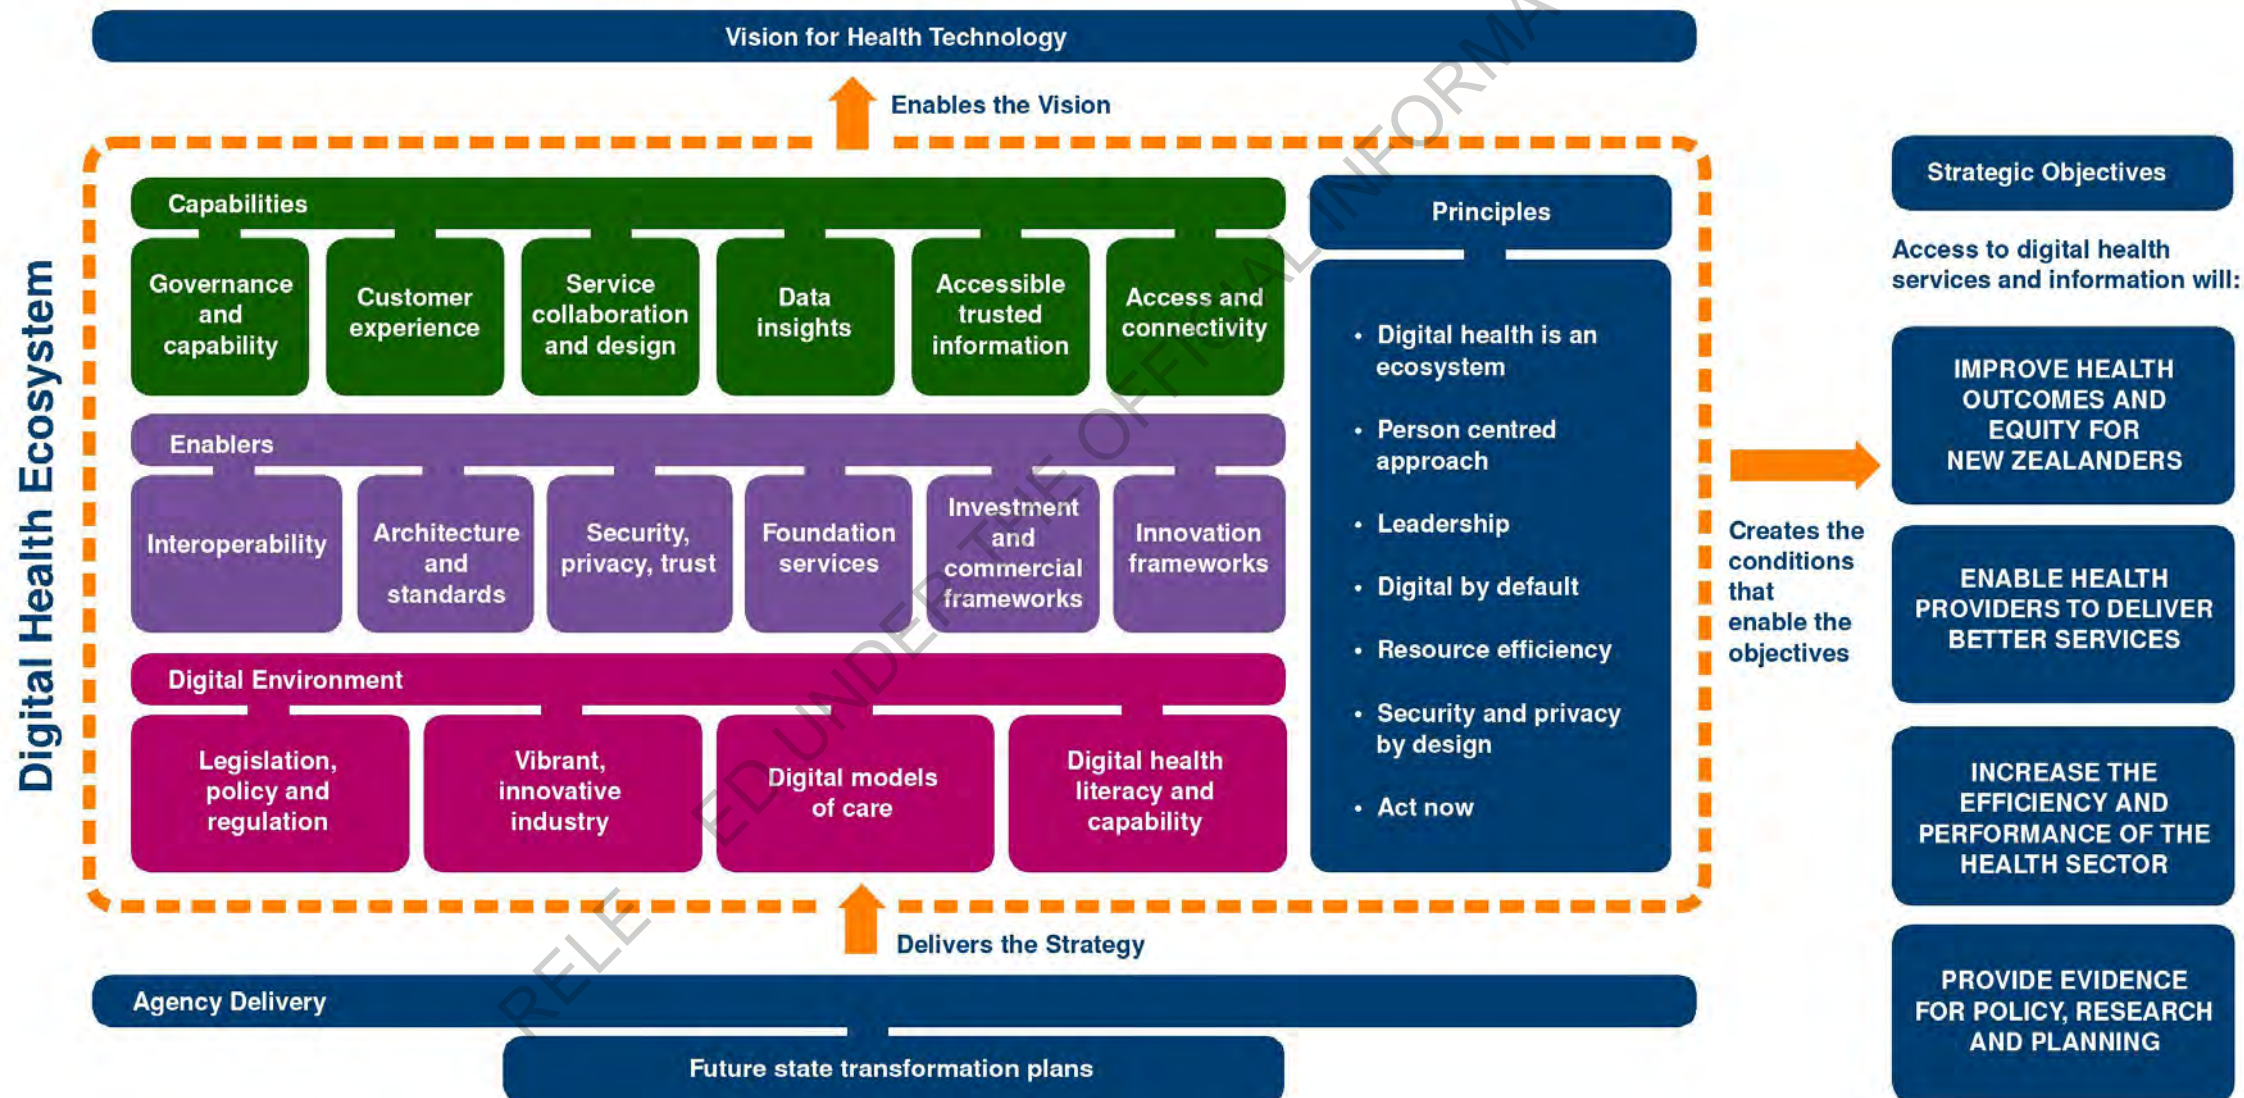 Vision for Health Technology
Enables the Vision
Digital Health Ecosystem
Capabilities
Governance
and
capability
Customer
experience
Service
collaboration
and design
Data
insights
Accessible
trusted
information
Access and
connectivity
Enablers
Interoperability
Architecture
and
standards
Security,
privacy, trust
Foundation
services
Investment
and
commercial
frameworks
Innovation
frameworks
Digital Environment
Legislation,
policy and
regulation
Vibrant,
innovative
industry
Digital models
of care
Digital health
literacy and
capability
Principles
• Digital health is an
ecosystem
• Person centred
approach
• Leadership
• Digital by default
• Resource efficiency
• Security and privacy
by design
• Act now
Creates the
conditions
that
enable the
objectives
Strategic Objectives
Access to digital health
services and information will:
IMPROVE HEALTH
OUTCOMES AND
EQUITY FOR
NEW ZEALANDERS
ENABLE HEALTH
PROVIDERS TO DELIVER
BETTER SERVICES
INCREASE THE
EFFICIENCY AND
PERFORMANCE OF THE
HEALTH SECTOR
PROVIDE EVIDENCE
FOR POLICY, RESEARCH
AND PLANNING
Delivers the Strategy
Agency Delivery
Future state transformation plans
RELE ED UNDER THE OFFICIAL INFORMA